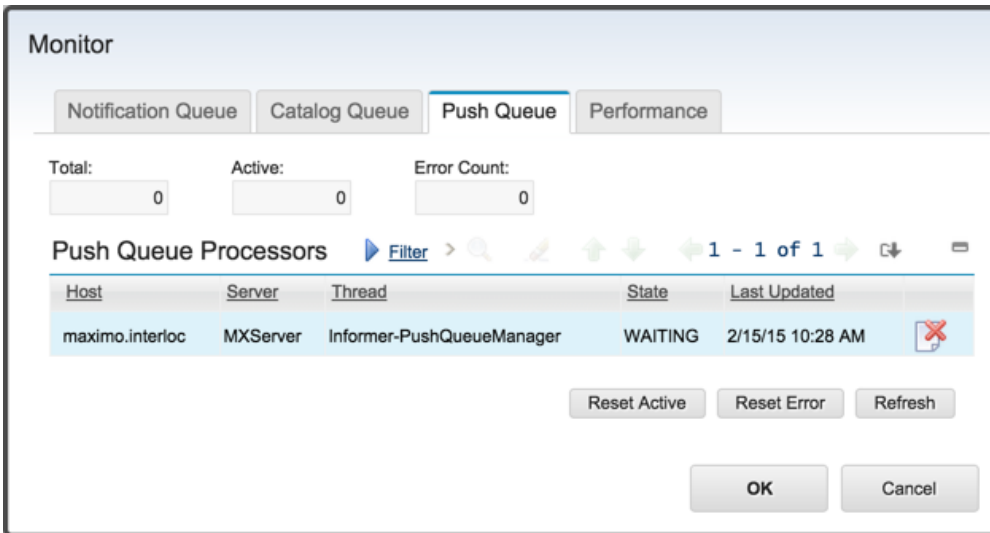 Monitor
Notification Queue Catalog Queue Push Queue Performance
Total: Active: Error Count:
0 0 0
Push Queue Processors Filter > 1 - 1 of 1
Host Server Thread State Last Updated
maximo.interloc MXServer Informer-PushQueueManager WAITING 2/15/15 10:28 AM
Reset Active Reset Error Refresh
OK Cancel